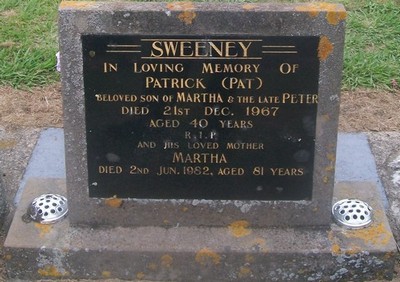 SWEENEY
IN LOVING MEMORY OF
PATRICK (PAT)
BELOVED SON OF MARTHA & THE LATE PETER
DIED 21ST DEC. 1967
AGED 40 YEARS
R.I.P.
AND HIS LOVED MOTHER
MARTHA
DIED 2ND JUN. 1982, AGED 81 YEARS